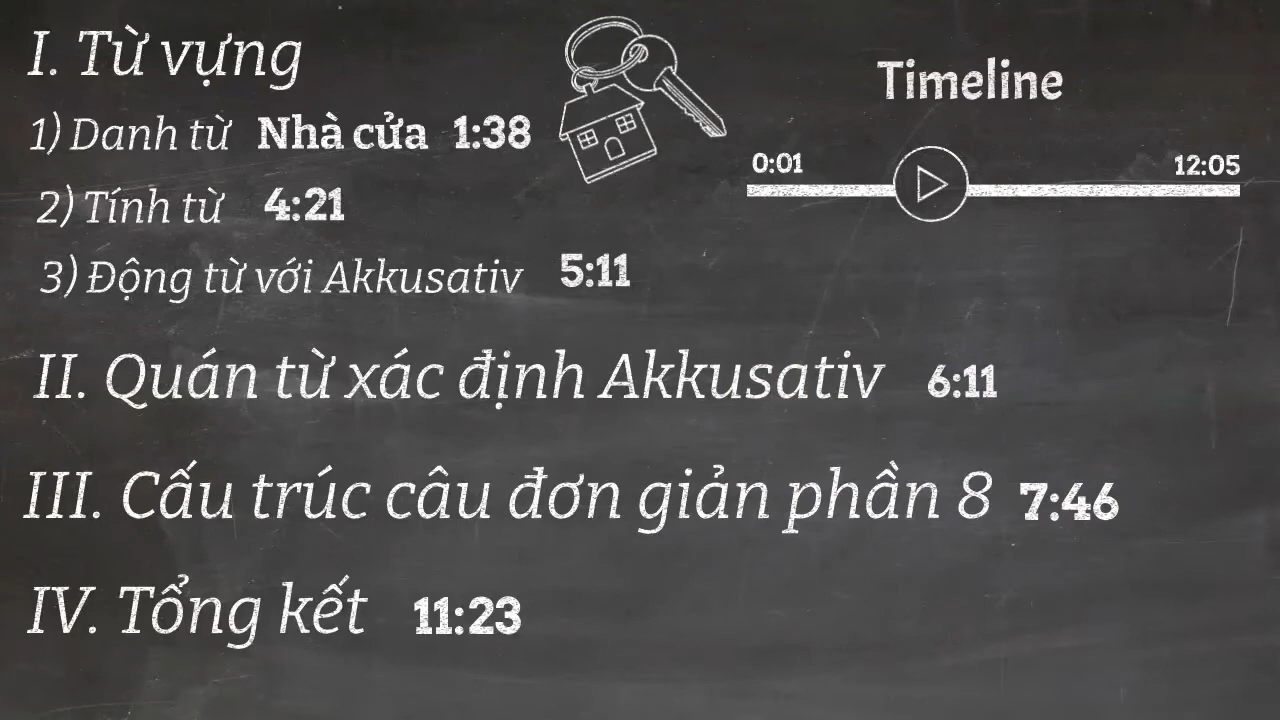 I. Từ vựng
1) Danh từ Nhà cửa 1:38
2) Tính từ 4:21
3) Động từ với Akkusativ 5:11
II. Quán từ xác định Akkusativ 6:11
III. Cấu trúc câu đơn giản phần 8 7:46
IV. Tổng kết 11:23
Timeline
0:01 12:05